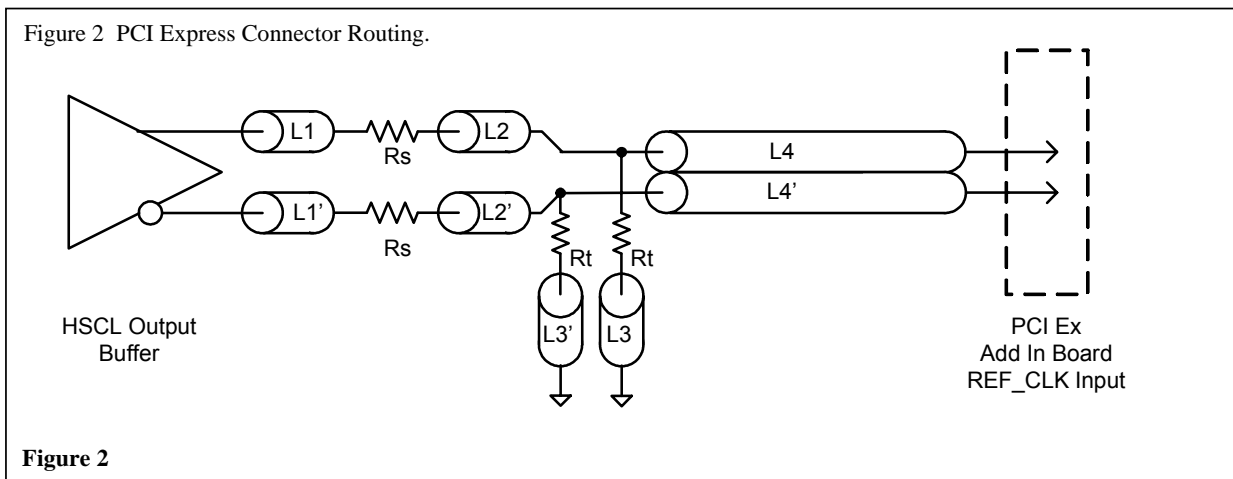 Figure 2  PCI Express Connector Routing.
L1
Rs
L2
L4
L1'
Rs
L2'
L4'
Rt
Rt
L3'
L3
HSCL Output
Buffer
PCI Ex
Add In Board
REF_CLK Input
Figure 2